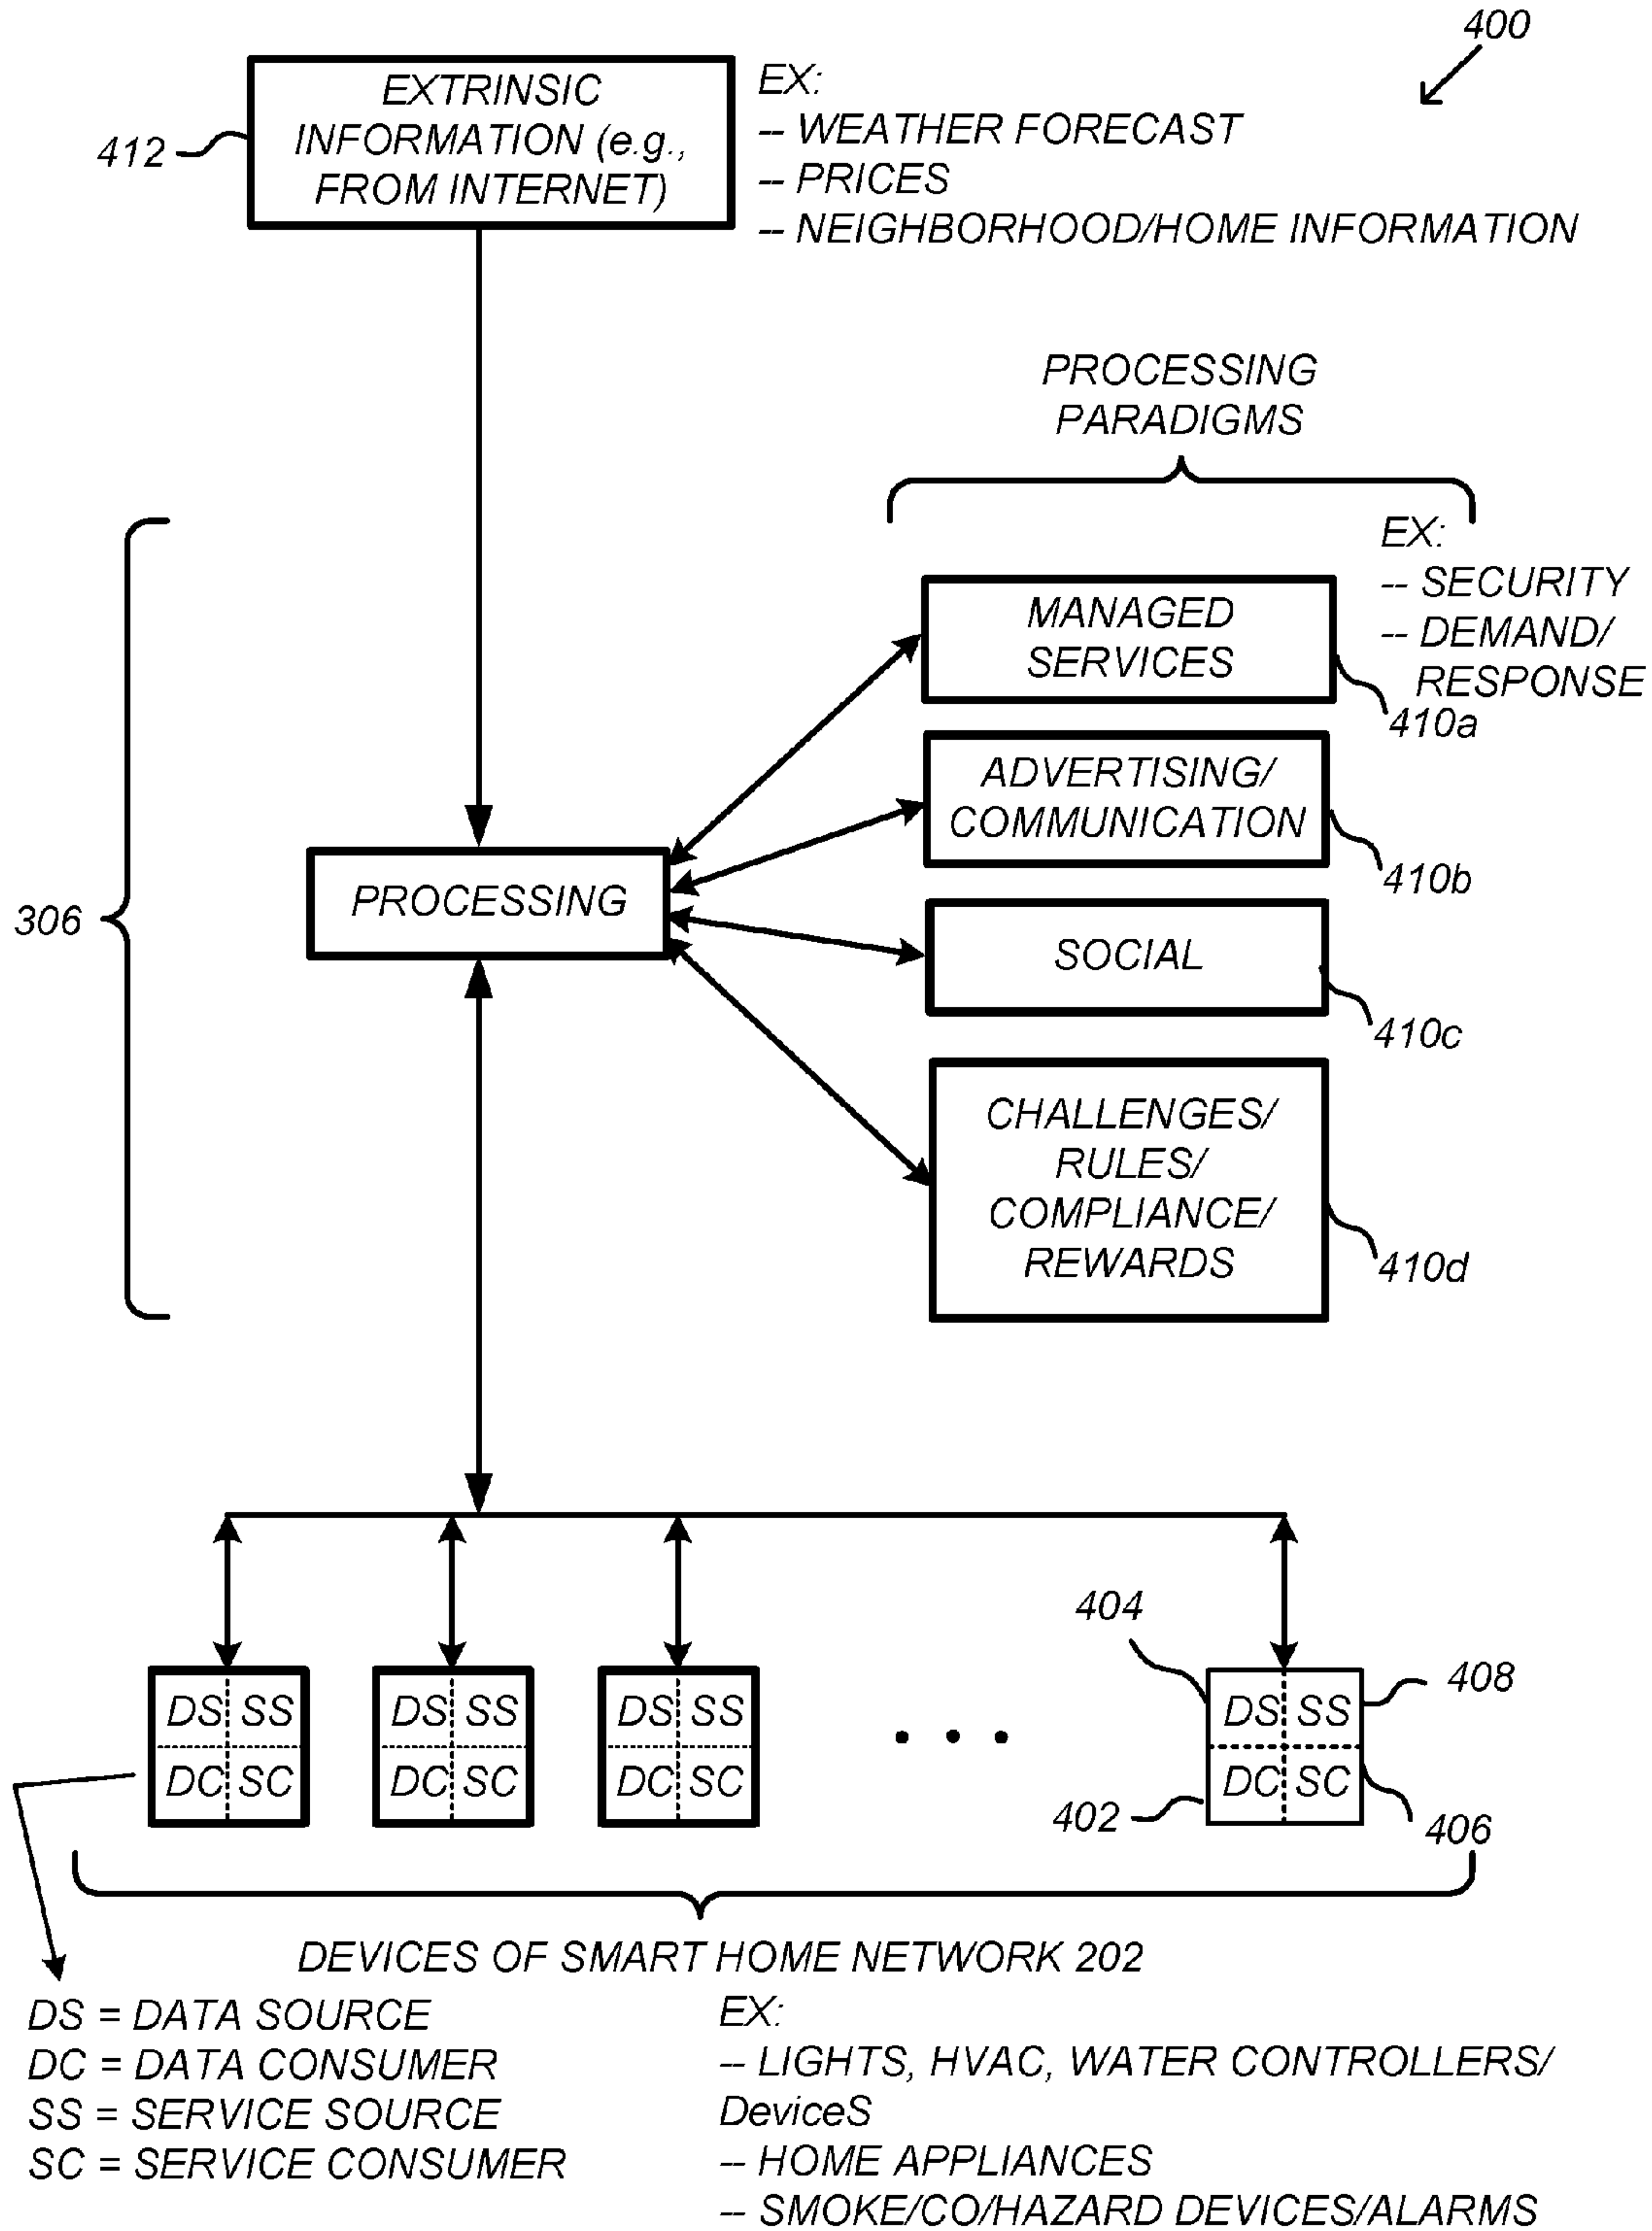 400
EXTRINSIC
INFORMATION (e.g.,
FROM INTERNET)
412
EX:
-- WEATHER FORECAST
-- PRICES
-- NEIGHBORHOOD/HOME INFORMATION
PROCESSING
PARADIGMS
EX:
-- SECURITY
-- DEMAND/
RESPONSE
MANAGED
SERVICES
410a
ADVERTISING/
COMMUNICATION
410b
PROCESSING
306
SOCIAL
410c
CHALLENGES/
RULES/
COMPLIANCE/
REWARDS
410d
404
408
DS SS
DC SC
DS SS
DC SC
DS SS
DC SC
. . .
DS SS
DC SC
402
406
DEVICES OF SMART HOME NETWORK 202
DS = DATA SOURCE
DC = DATA CONSUMER
SS = SERVICE SOURCE
SC = SERVICE CONSUMER
EX:
-- LIGHTS, HVAC, WATER CONTROLLERS/
DeviceS
-- HOME APPLIANCES
-- SMOKE/CO/HAZARD DEVICES/ALARMS